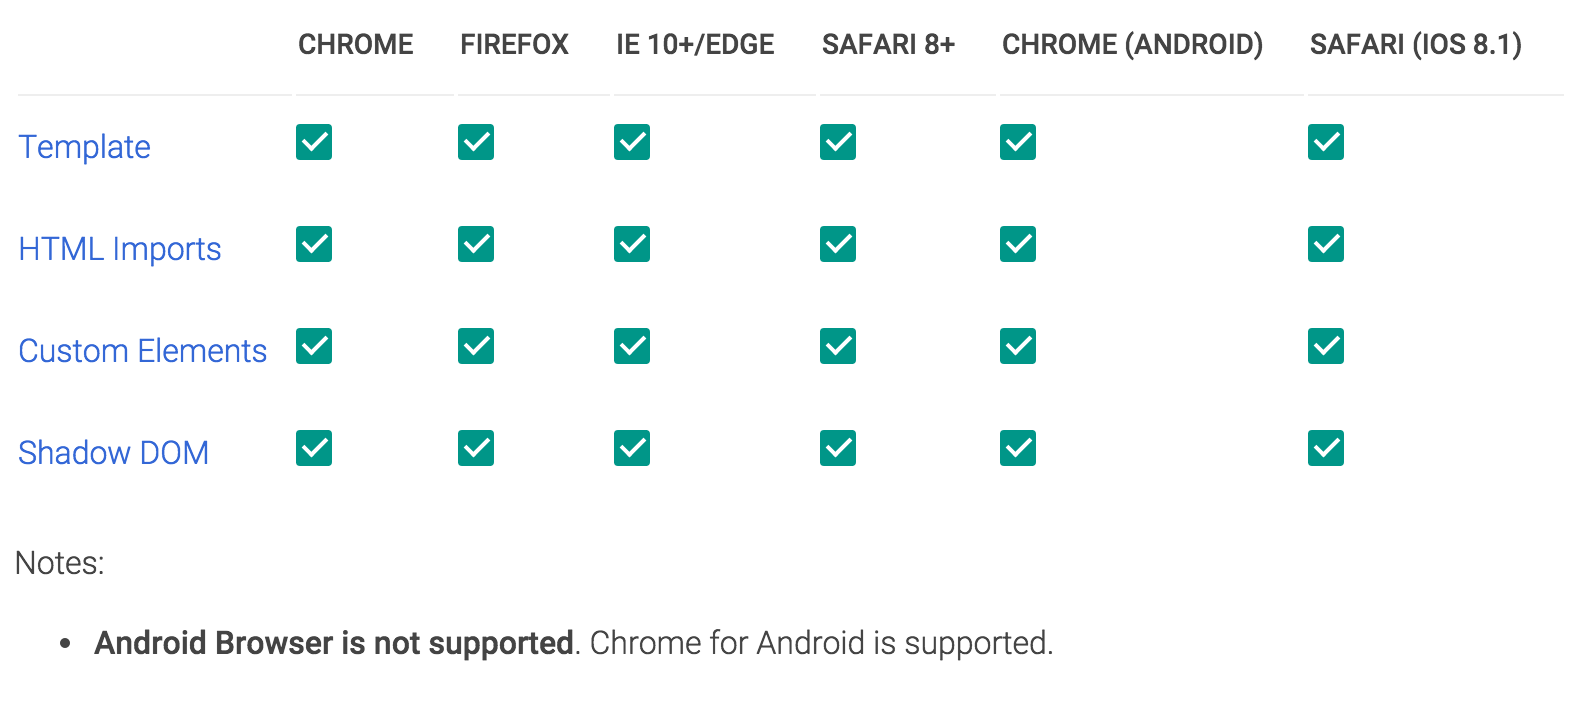 CHROME FIREFOX IE 10+/EDGE SAFARI 8+ CHROME (ANDROID) SAFARI (IOS 8.1)
Template
HTML Imports
Custom Elements
Shadow DOM
Notes:
• Android Browser is not supported. Chrome for Android is supported.